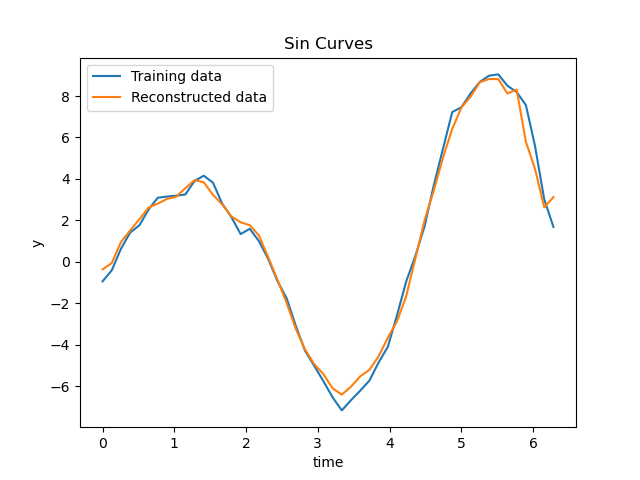 Sin Curves
Training data
Reconstructed data
8
6
4
2
0
−2
−4
−6
y
0 1 2 3 4 5 6
time